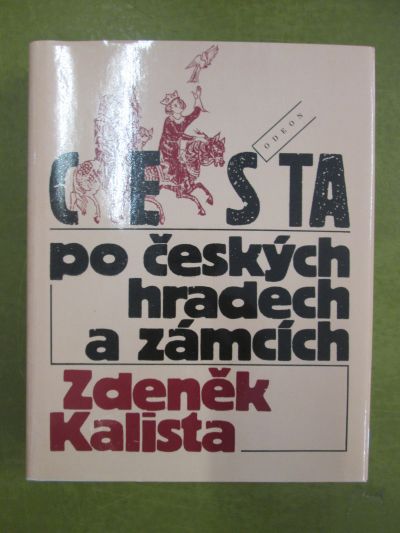 ODEON
CESTA
po českých
hradech
a zámcích
Zdeněk
Kalista